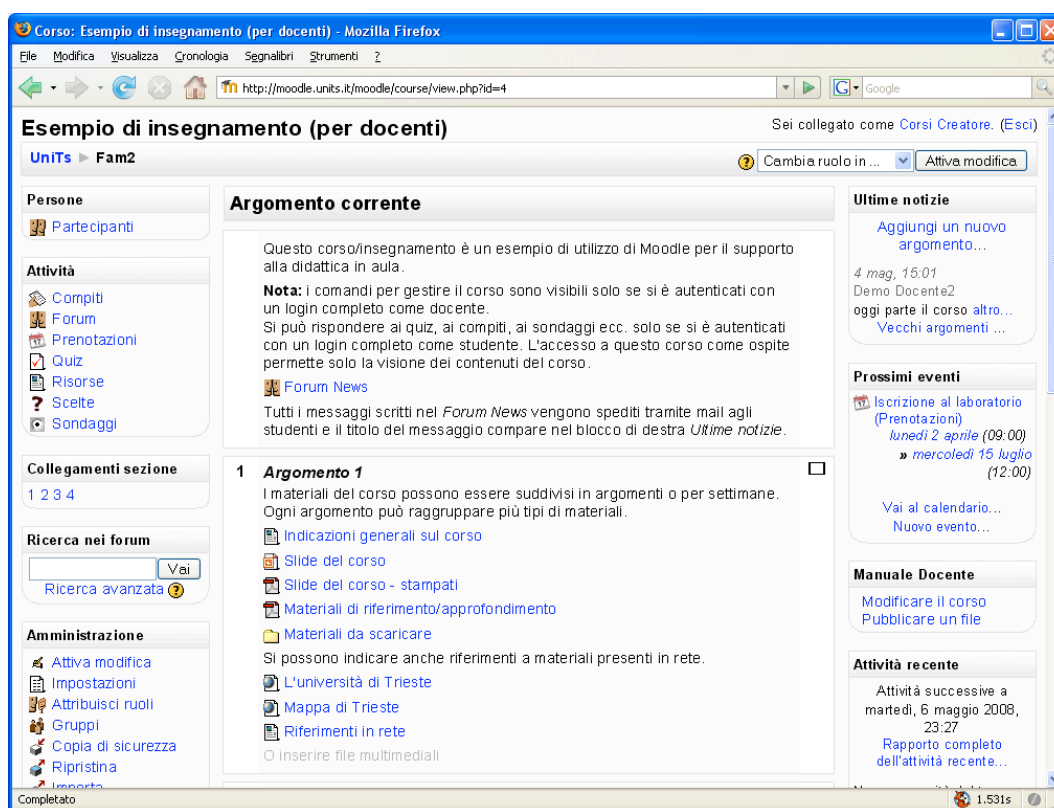 Corso: Esempio di insegnamento (per docenti) - Mozilla Firefox
File Modifica Visualizza Cronologia Segnalibri Strumenti ?
http://moodle.units.it/moodle/course/view.php?id=4
G Google
Esempio di insegnamento (per docenti)
Sei collegato come Corsi Creatore. (Esci)
UniTs ► Fam2
Cambia ruolo in ...
Attiva modifica
Persone
Partecipanti
Attività
Compiti
Forum
Prenotazioni
Quiz
Risorse
Scelte
Sondaggi
Collegamenti sezione
1 2 3 4
Ricerca nei forum
Vai
Ricerca avanzata
Amministrazione
Attiva modifica
Impostazioni
Attribuisci ruoli
Gruppi
Copia di sicurezza
Ripristina
Importa
Argomento corrente
Questo corso/insegnamento è un esempio di utilizzo di Moodle per il supporto
alla didattica in aula.
Nota: i comandi per gestire il corso sono visibili solo se si è autenticati con
un login completo come docente.
Si può rispondere ai quiz, ai compiti, ai sondaggi ecc. solo se si è autenticati
con un login completo come studente. L'accesso a questo corso come ospite
permette solo la visione dei contenuti del corso.
Forum News
Tutti i messaggi scritti nel Forum News vengono spediti tramite mail agli
studenti e il titolo del messaggio compare nel blocco di destra Ultime notizie.
1 Argomento 1
I materiali del corso possono essere suddivisi in argomenti o per settimane.
Ogni argomento può raggruppare più tipi di materiali.
Indicazioni generali sul corso
Slide del corso
Slide del corso - stampati
Materiali di riferimento/approfondimento
Materiali da scaricare
Si possono indicare anche riferimenti a materiali presenti in rete.
L'università di Trieste
Mappa di Trieste
Riferimenti in rete
O inserire file multimediali
Ultime notizie
Aggiungi un nuovo
argomento...
4 mag, 15:01
Demo Docente2
oggi parte il corso altro...
Vecchi argomenti ...
Prossimi eventi
Iscrizione al laboratorio
(Prenotazioni)
lunedì 2 aprile (09:00)
» mercoledì 15 luglio
(12:00)
Vai al calendario...
Nuovo evento...
Manuale Docente
Modificare il corso
Pubblicare un file
Attività recente
Attività successive a
martedì, 6 maggio 2008,
23:27
Rapporto completo
dell'attività recente...
Completato
1.531s